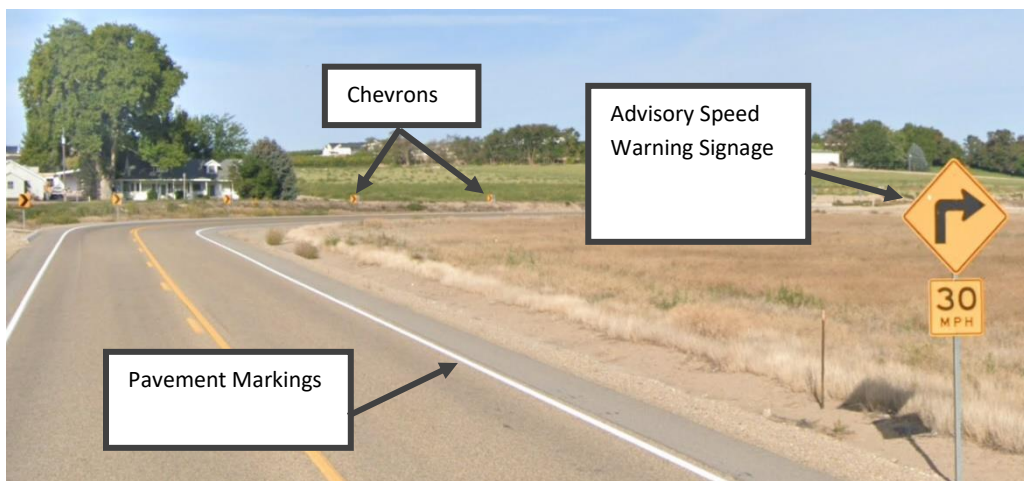 Chevrons
Advisory Speed
Warning Signage
Pavement Markings
30
MPH